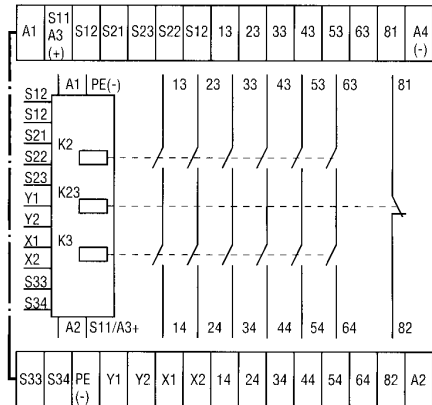 A1 S11 A3 (+) S12 S21 S23 S22 S12 13 23 33 43 53 63 81 A4 (-)
A1 PE(-) 13 23 33 43 53 63 81
S12
S12
S21
K2
S22
S23
K23
Y1
Y2
X1
K3
X2
S33
S34
A2 S11/A3+ 14 24 34 44 54 64 82
S33 S34 PE (-) Y1 Y2 X1 X2 14 24 34 44 54 64 82 A2